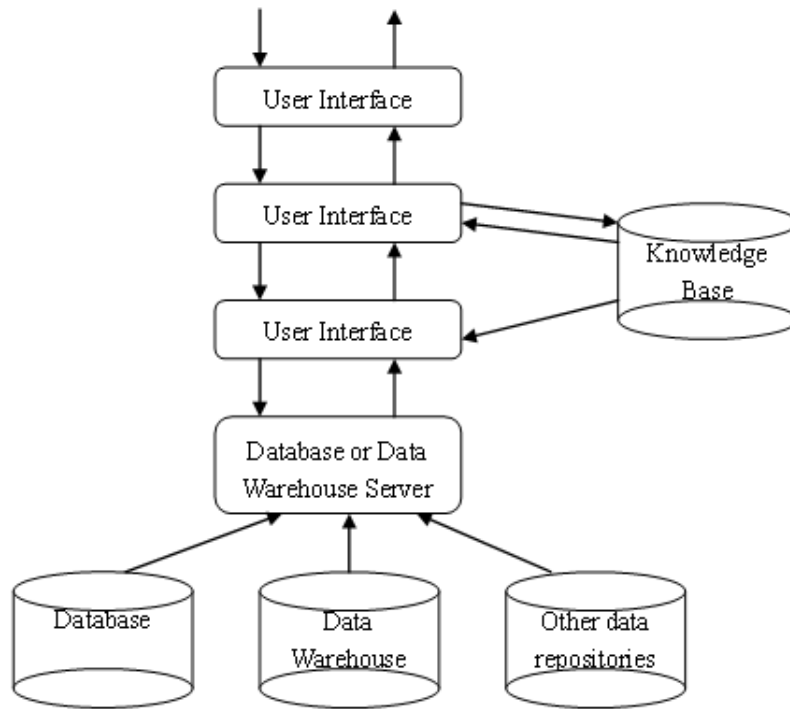 User Interface
User Interface
Knowledge
Base
User Interface
Database or Data
Warehouse Server
Database
Data
Warehouse
Other data
repositories